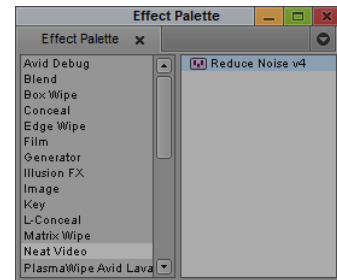 Effect Palette
Effect Palette
Avid Debug
Blend
Box Wipe
Conceal
Edge Wipe
Film
Generator
Illusion FX
Image
Key
L-Conceal
Matrix Wipe
Neat Video
PlasmaWipe Avid Lava
Reduce Noise v4